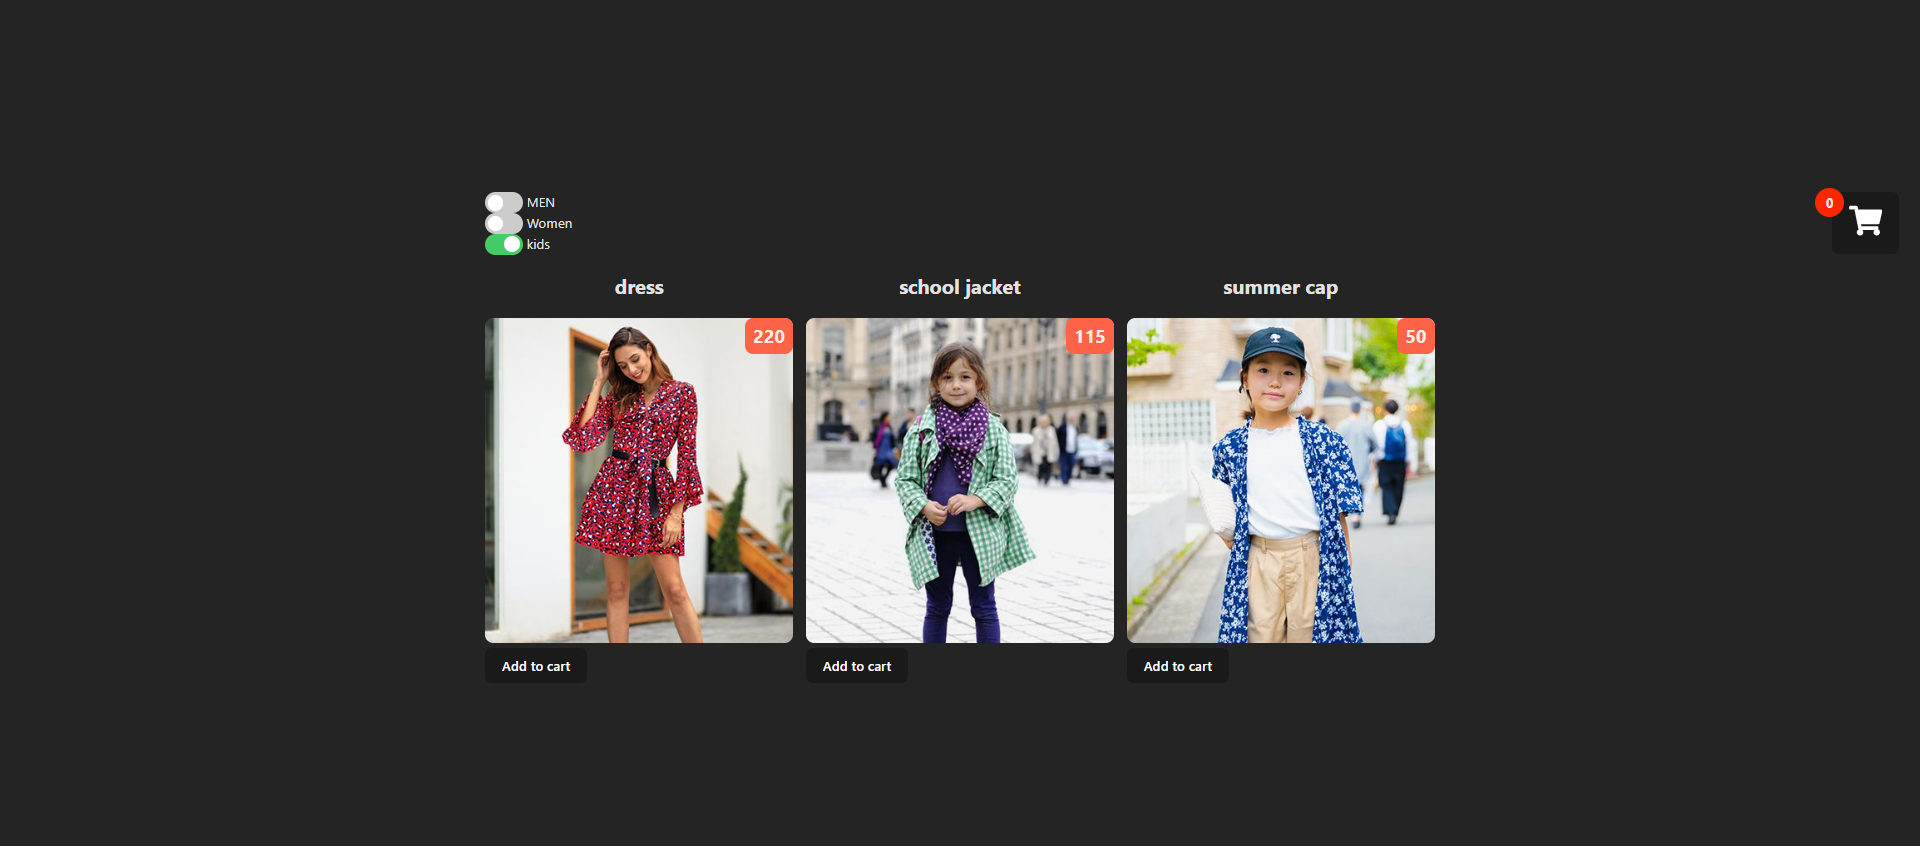 MEN
Women
kids
0
dress
school jacket
summer cap
220
115
50
Add to cart
Add to cart
Add to cart